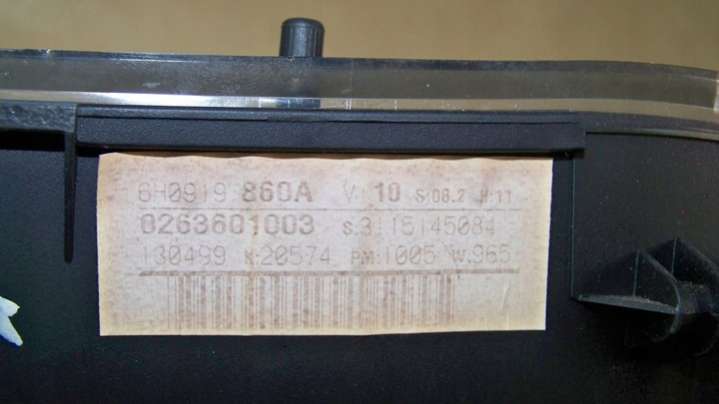 6H0919 860A V:10 S:08.2 H:11
0263601003 S.3115145084
130499 K:20574 PM:1005 W.965